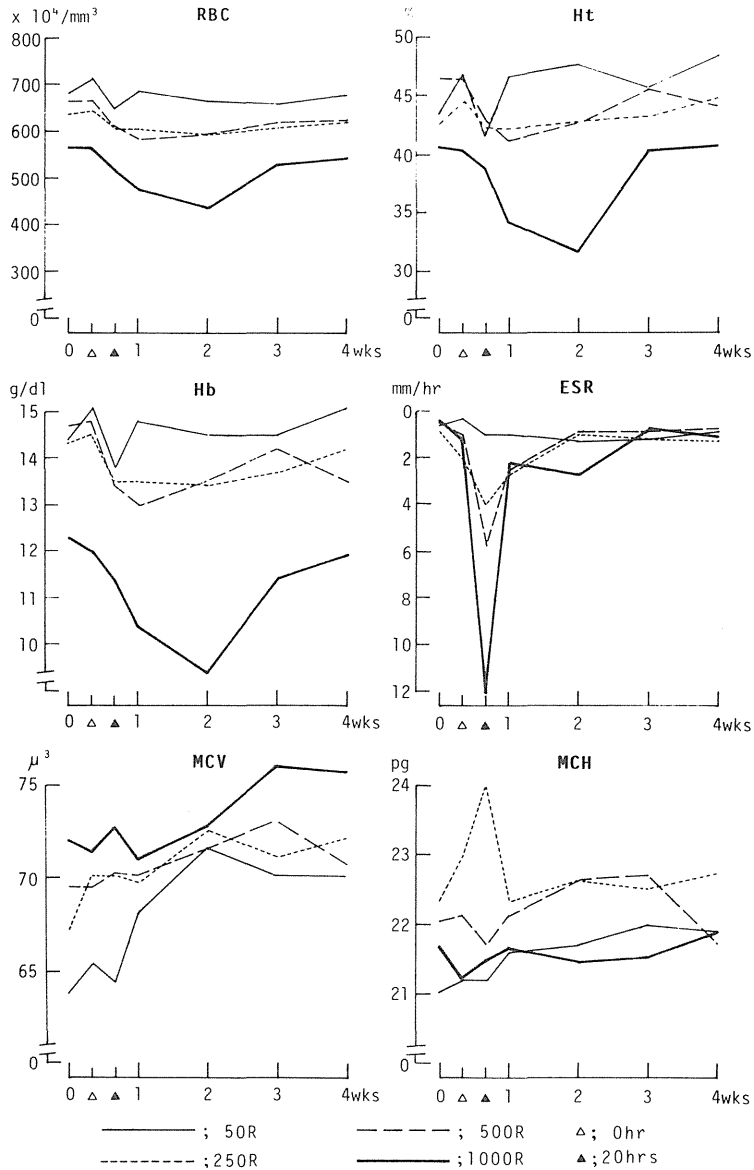 x 10⁴/mm³ RBC
800
700
600
500
400
300
0
0 △ ▲ 1 2 3 4wks
% Ht
50
45
40
35
30
0
0 △ ▲ 1 2 3 4wks
g/dl Hb
15
14
13
12
11
10
0 △ ▲ 1 2 3 4wks
mm/hr ESR
0
2
4
6
8
10
12
0 △ ▲ 1 2 3 4wks
μ³ MCV
75
70
65
0
0 △ ▲ 1 2 3 4wks
pg MCH
24
23
22
21
0
0 △ ▲ 1 2 3 4wks
; 50R ; 500R △; 0hr
; 250R ; 1000R ▲; 20hrs